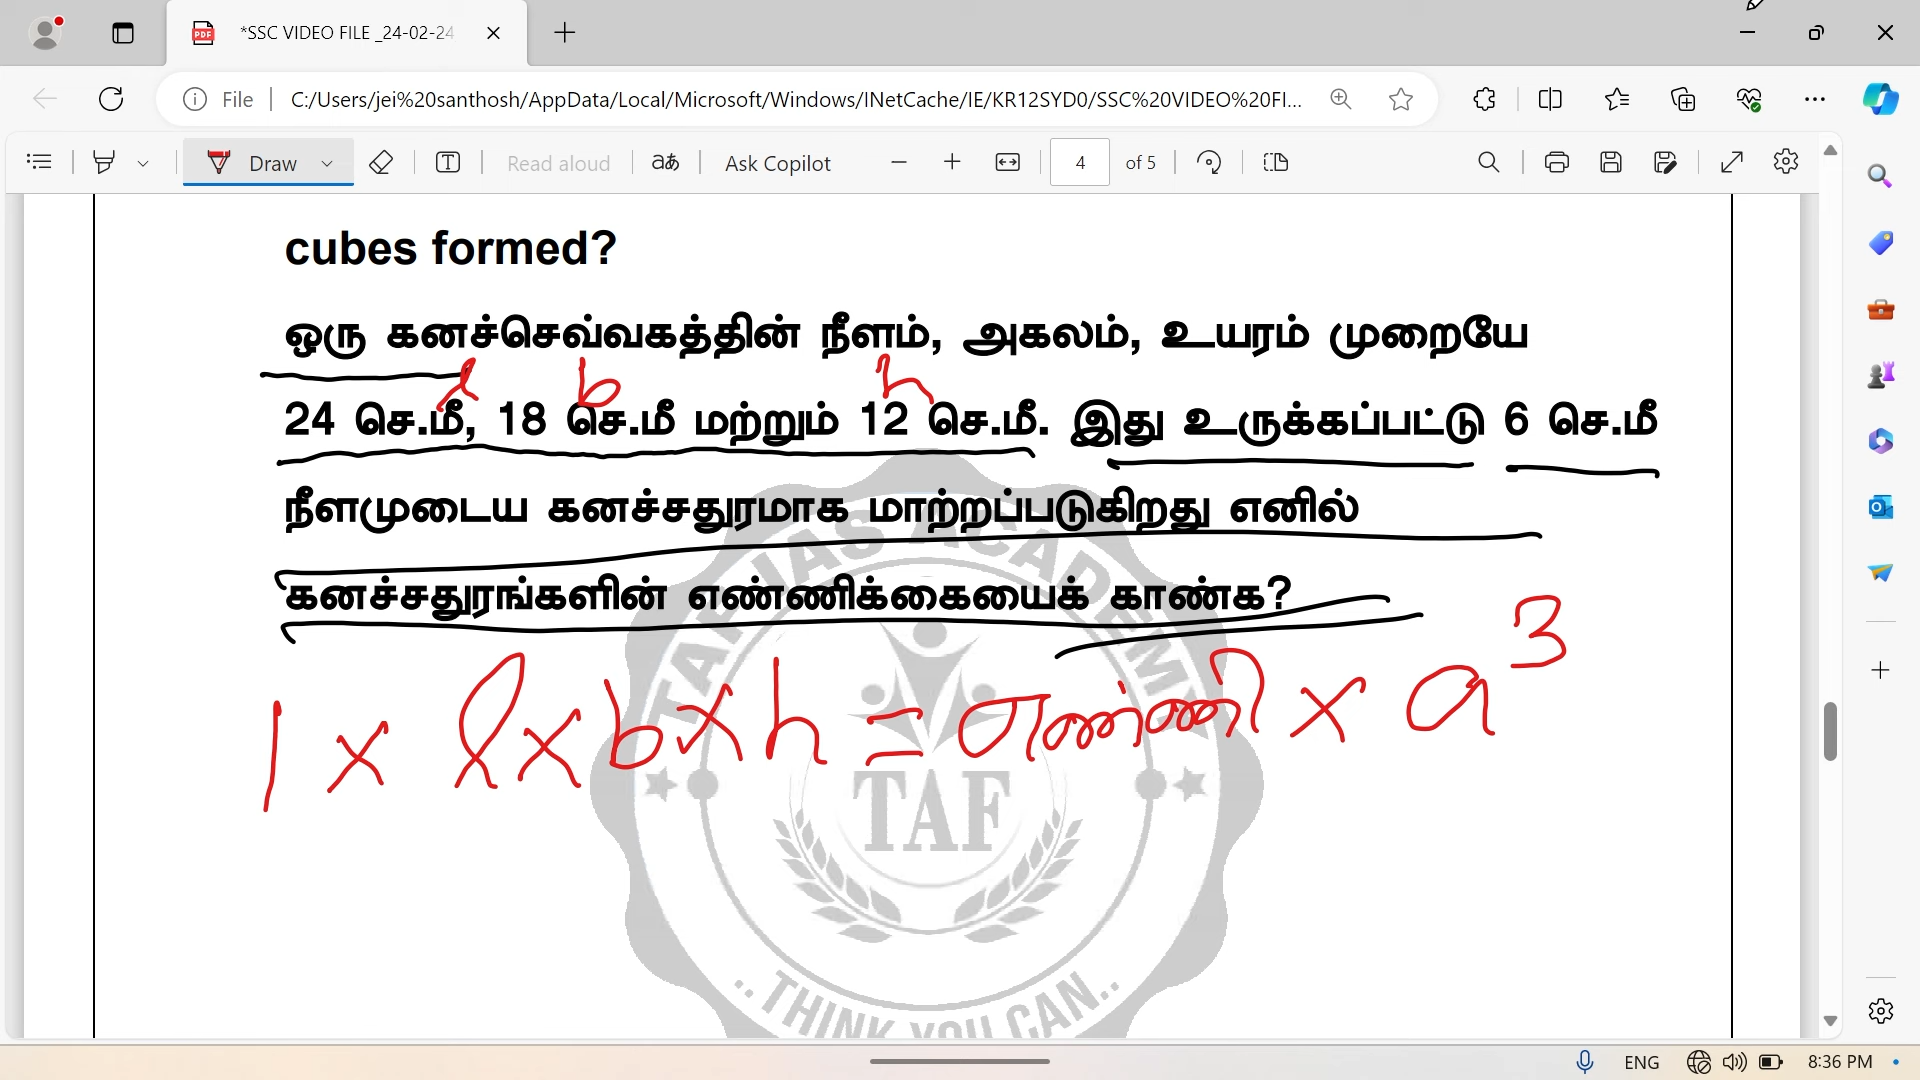 *SSC VIDEO FILE _24-02-24
File
C:/Users/jei%20santhosh/AppData/Local/Microsoft/Windows/INetCache/IE/KR12SYD0/SSC%20VIDEO%20FI...
Draw
Read aloud
aあ
Ask Copilot
4 of 5
cubes formed?
ஒரு கனச்செவ்வகத்தின் நீளம், அகலம், உயரம் முறையே
l b h
24 செ.மீ, 18 செ.மீ மற்றும் 12 செ.மீ. இது உருக்கப்பட்டு 6 செ.மீ
நீளமுடைய கனச்சதுரமாக மாற்றப்படுகிறது எனில்
கனச்சதுரங்களின் எண்ணிக்கையைக் காண்க?
1 × l × b × h = எண்ணி × a³
TAF
..THINK YOU CAN..
ENG
8:36 PM